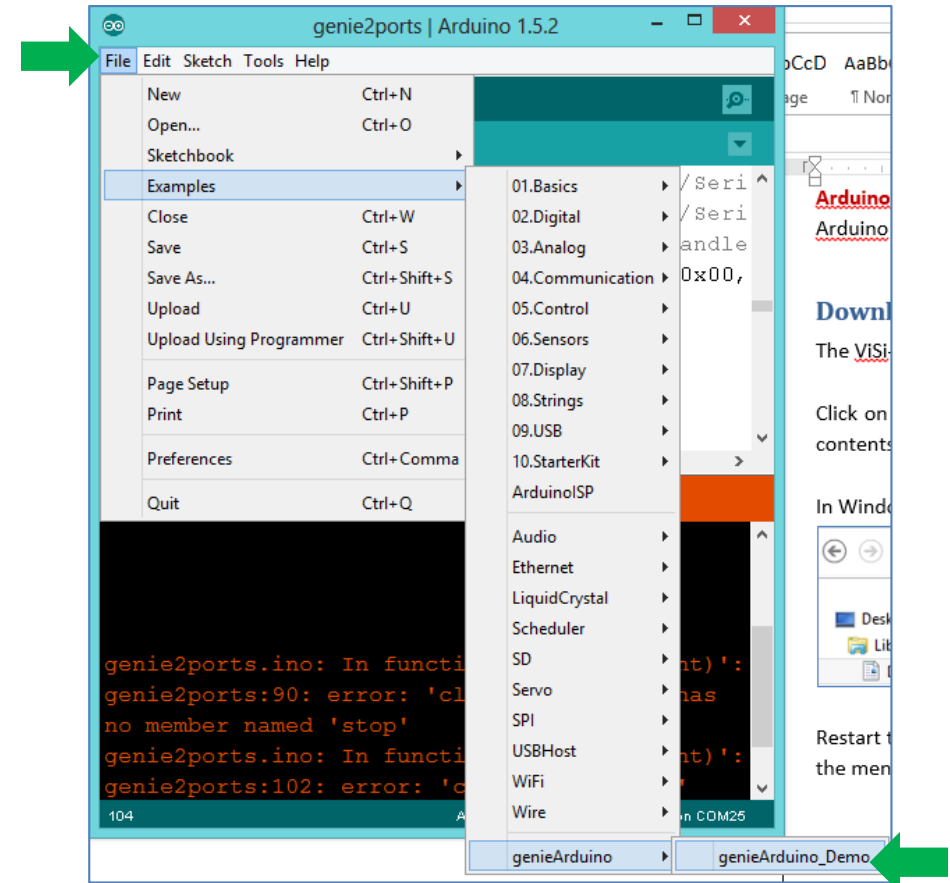 genie2ports | Arduino 1.5.2
File Edit Sketch Tools Help
New Ctrl+N
Open... Ctrl+O
Sketchbook
Examples
Close Ctrl+W
Save Ctrl+S
Save As... Ctrl+Shift+S
Upload Ctrl+U
Upload Using Programmer Ctrl+Shift+U
Page Setup Ctrl+Shift+P
Print Ctrl+P
Preferences Ctrl+Comma
Quit Ctrl+Q
01.Basics
02.Digital
03.Analog
04.Communication
05.Control
06.Sensors
07.Display
08.Strings
09.USB
10.StarterKit
ArduinoISP
Audio
Ethernet
LiquidCrystal
Scheduler
SD
Servo
SPI
USBHost
WiFi
Wire
genieArduino
genieArduino_Demo
/Seri
/Seri
andle
0x00,
genie2ports.ino: In functi nt)':
genie2ports:90: error: 'cl has
no member named 'stop'
genie2ports.ino: In functi nt)':
genie2ports:102: error: 'c
104 on COM25
AaBb
Arduino
Arduino
Downl
The ViSi-
Click on
contents
In Windo
Desk
Lib
Restart t
the men